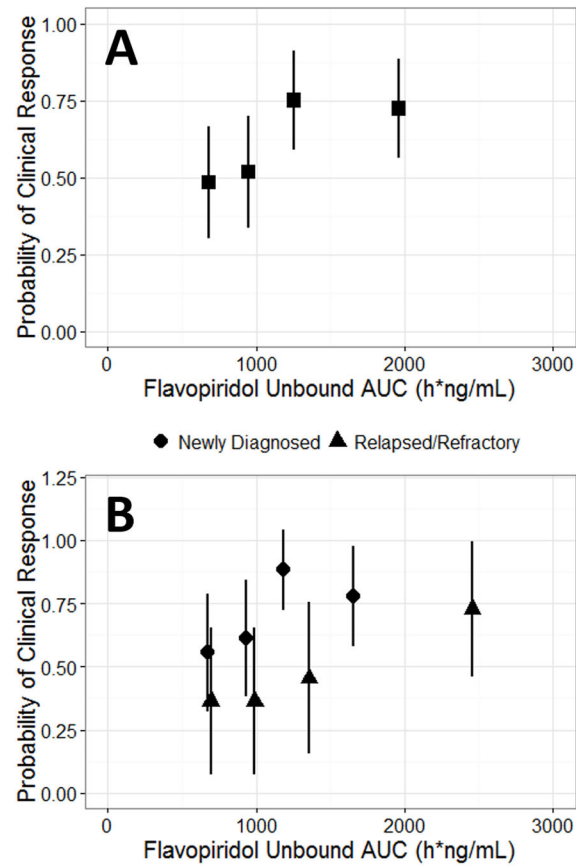 A
1.00
0.75
0.50
0.25
0.00
Probability of Clinical Response
0 1000 2000 3000
Flavopiridol Unbound AUC (h*ng/mL)
Newly Diagnosed Relapsed/Refractory
B
1.25
1.00
0.75
0.50
0.25
0.00
Probability of Clinical Response
0 1000 2000 3000
Flavopiridol Unbound AUC (h*ng/mL)